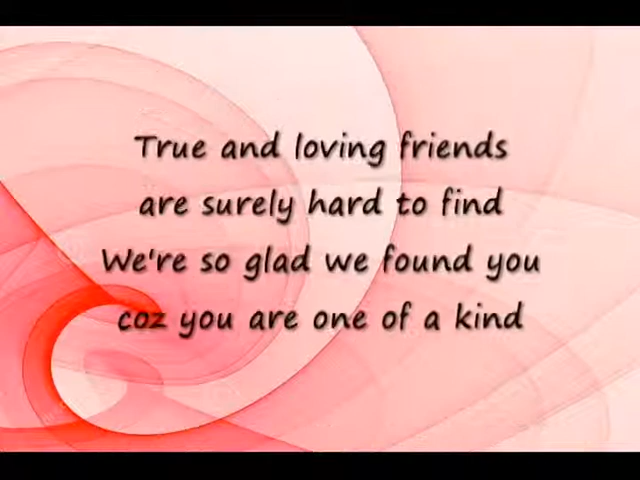 True and loving friends
are surely hard to find
We're so glad we found you
coz you are one of a kind